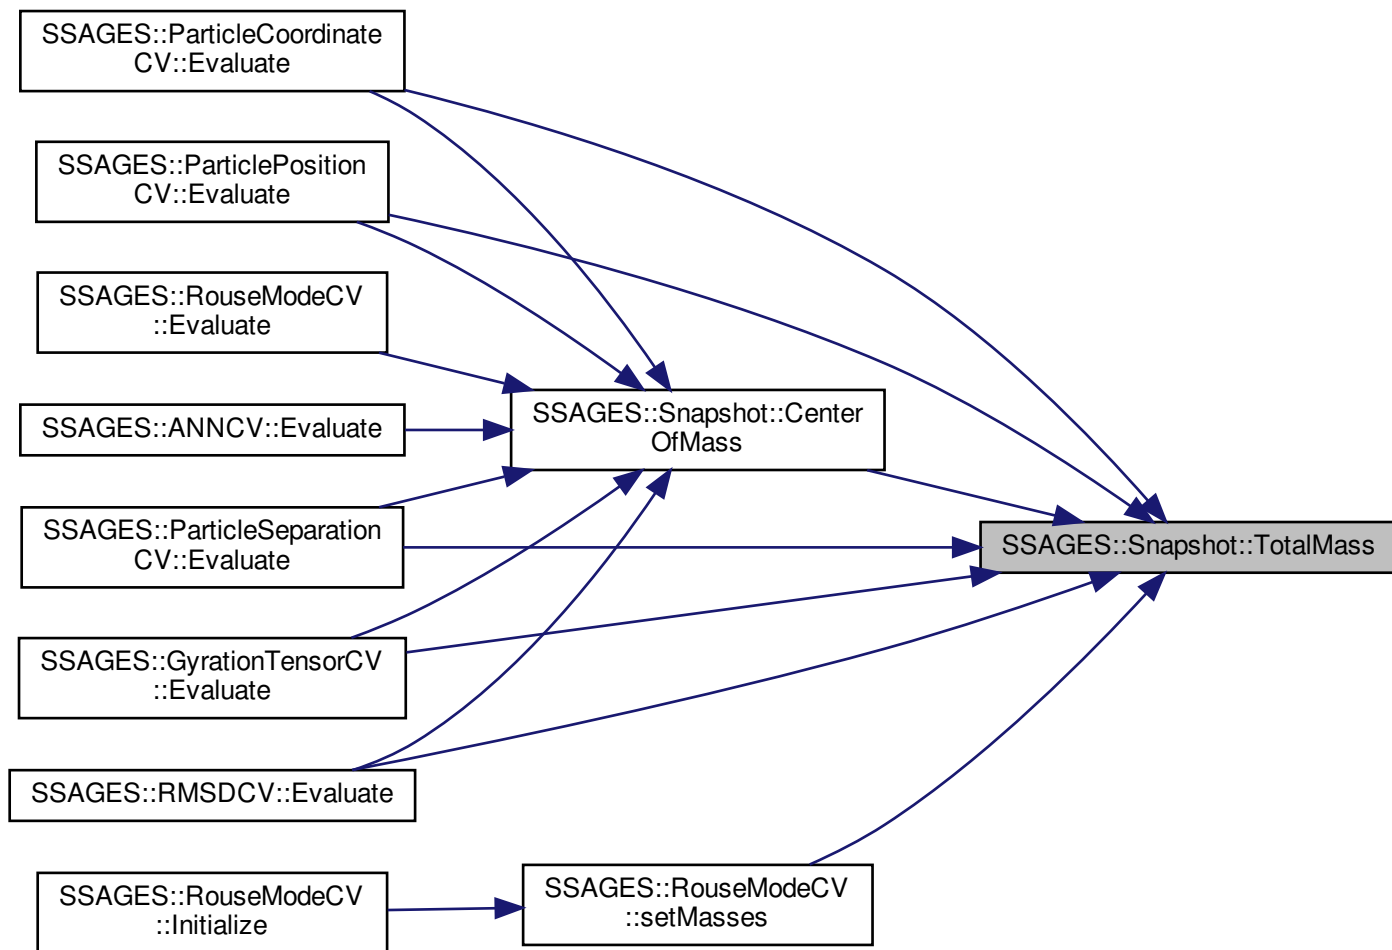 SSAGES::ParticleCoordinate
CV::Evaluate
SSAGES::ParticlePosition
CV::Evaluate
SSAGES::RouseModeCV
::Evaluate
SSAGES::ANNCV::Evaluate
SSAGES::ParticleSeparation
CV::Evaluate
SSAGES::GyrationTensorCV
::Evaluate
SSAGES::RMSDCV::Evaluate
SSAGES::RouseModeCV
::Initialize
SSAGES::Snapshot::Center
OfMass
SSAGES::RouseModeCV
::setMasses
SSAGES::Snapshot::TotalMass